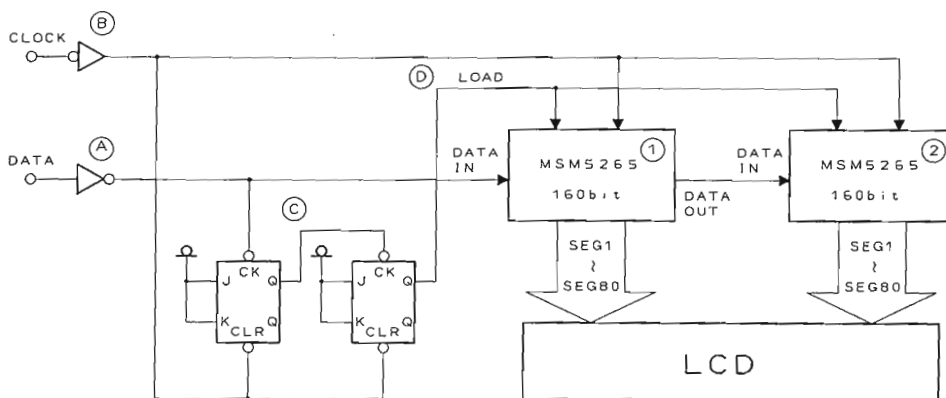 B
CLOCK
D
LOAD
A
DATA
DATA
IN
1
MSM5265
160bit
DATA
OUT
DATA
IN
2
MSM5265
160bit
C
J
CK
Q
K
CLR
Q
J
CK
Q
K
CLR
Q
SEG1
~
SEG80
SEG1
~
SEG80
LCD